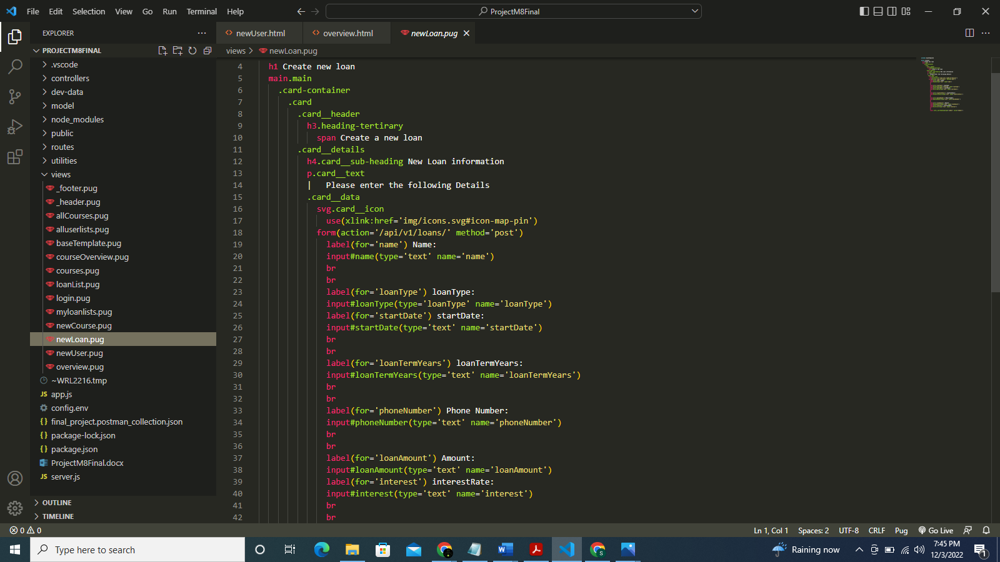 File Edit Selection View Go Run Terminal Help
ProjectM8Final
EXPLORER
newUser.html
overview.html
newLoan.pug
PROJECTM8FINAL
views > newLoan.pug
.vscode
controllers
dev-data
model
node_modules
public
routes
utilities
views
_footer.pug
_header.pug
allCourses.pug
alluserlists.pug
baseTemplate.pug
courseOverview.pug
courses.pug
loanList.pug
login.pug
myloanlists.pug
newCourse.pug
newLoan.pug
newUser.pug
overview.pug
~WRL2216.tmp
app.js
config.env
final_project.postman_collection.json
package-lock.json
package.json
ProjectM8Final.docx
server.js
OUTLINE
TIMELINE
4 h1 Create new loan
5 main.main
6 .card-container
7 .card
8 .card__header
9 h3.heading-tertirary
10 span Create a new loan
11 .card__details
12 h4.card__sub-heading New Loan information
13 p.card__text
14 | Please enter the following Details
15 .card__data
16 svg.card__icon
17 use(xlink:href='img/icons.svg#icon-map-pin')
18 form(action='/api/v1/loans/' method='post')
19 label(for='name') Name:
20 input#name(type='text' name='name')
21 br
22 br
23 label(for='loanType') loanType:
24 input#loanType(type='loanType' name='loanType')
25 label(for='startDate') startDate:
26 input#startDate(type='text' name='startDate')
27 br
28 br
29 label(for='loanTermYears') loanTermYears:
30 input#loanTermYears(type='text' name='loanTermYears')
31 br
32 br
33 label(for='phoneNumber') Phone Number:
34 input#phoneNumber(type='text' name='phoneNumber')
35 br
36 br
37 label(for='loanAmount') Amount:
38 input#loanAmount(type='text' name='loanAmount')
39 label(for='interest') interestRate:
40 input#interest(type='text' name='interest')
41 br
42 br
0 0
Ln 1, Col 1 Spaces: 2 UTF-8 CRLF Pug Go Live
Type here to search
Raining now
7:45 PM
12/3/2022
1